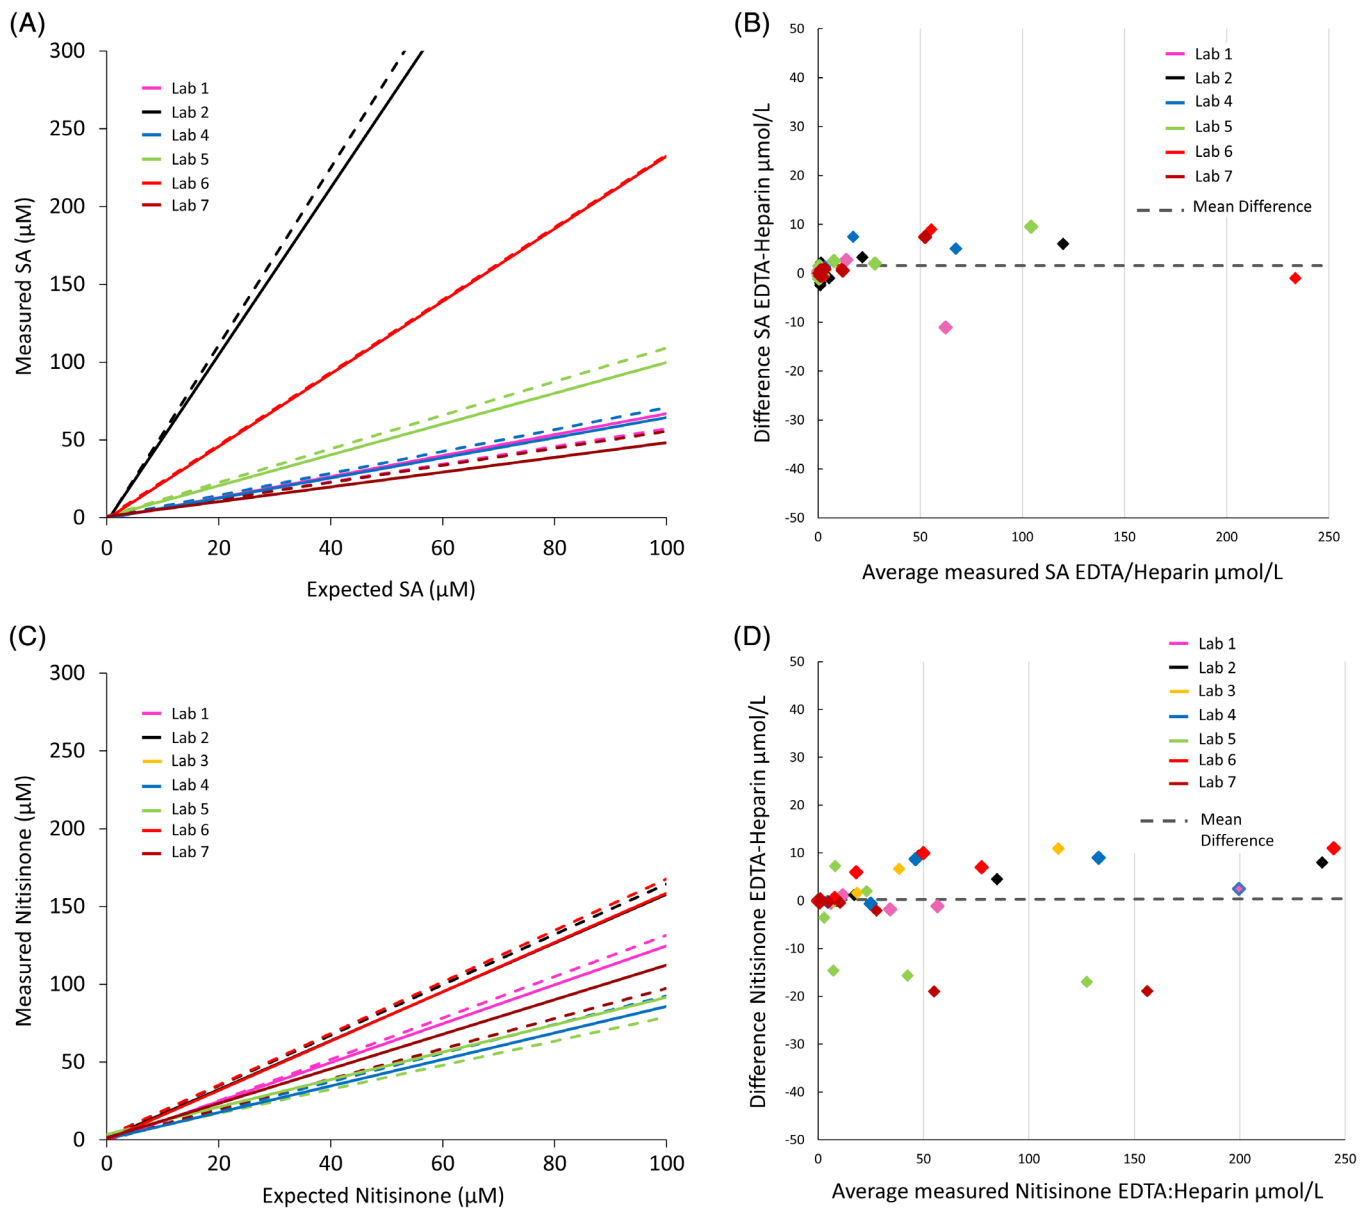 (A)
300
250
200
150
100
50
0
Measured SA (µM)
Lab 1
Lab 2
Lab 4
Lab 5
Lab 6
Lab 7
0 20 40 60 80 100
Expected SA (µM)
(B)
50
40
30
20
10
0
-10
-20
-30
-40
-50
Difference SA EDTA-Heparin µmol/L
Lab 1
Lab 2
Lab 4
Lab 5
Lab 6
Lab 7
Mean Difference
0 50 100 150 200 250
Average measured SA EDTA/Heparin µmol/L
(C)
300
250
200
150
100
50
0
Measured Nitisinone (µM)
Lab 1
Lab 2
Lab 3
Lab 4
Lab 5
Lab 6
Lab 7
0 20 40 60 80 100
Expected Nitisinone (µM)
(D)
50
40
30
20
10
0
-10
-20
-30
-40
-50
Difference Nitisinone EDTA-Heparin µmol/L
Lab 1
Lab 2
Lab 3
Lab 4
Lab 5
Lab 6
Lab 7
Mean
Difference
0 50 100 150 200 250
Average measured Nitisinone EDTA:Heparin µmol/L